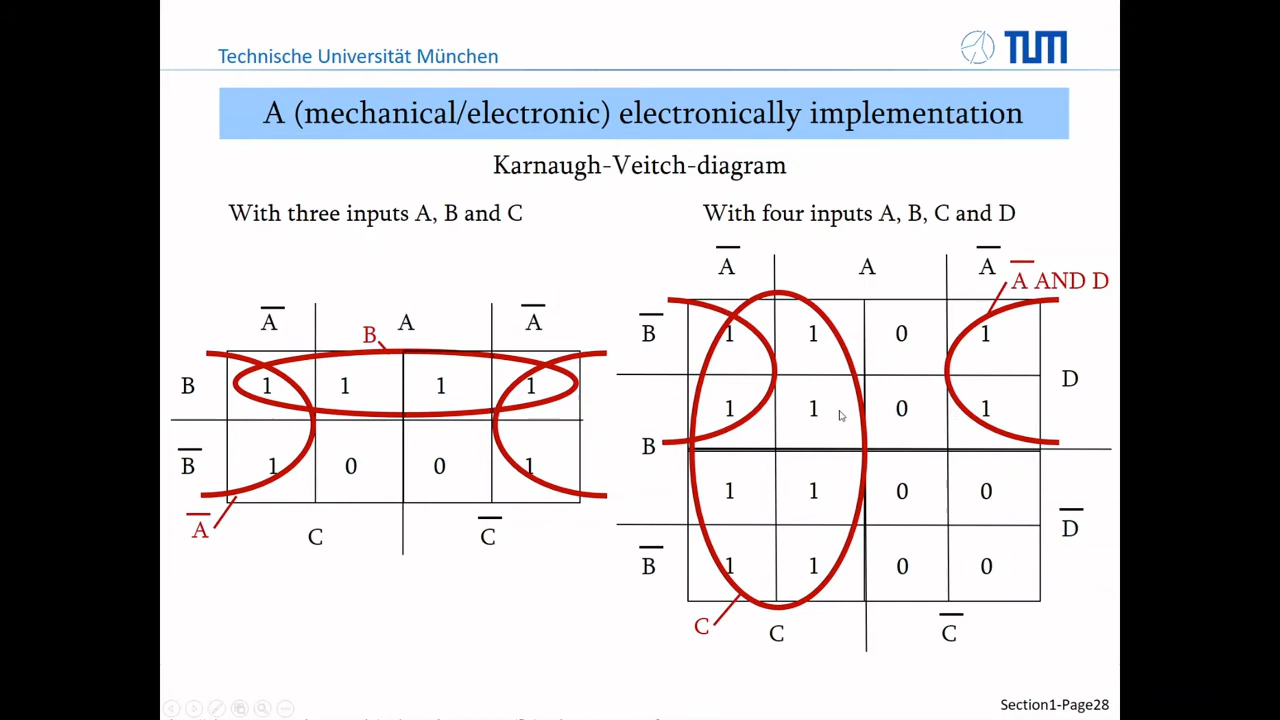 Technische Universität München
TUM
A (mechanical/electronic) electronically implementation
Karnaugh-Veitch-diagram
With three inputs A, B and C
A̅ A A̅
B
B 1 1 1 1
B̅ 1 0 0 1
A̅
C C̅
With four inputs A, B, C and D
A̅ A A̅
A̅ AND D
B̅ 1 1 0 1
D
1 1 0 1
B
1 1 0 0
D̅
B̅ 1 1 0 0
C
C C̅
Section1-Page28